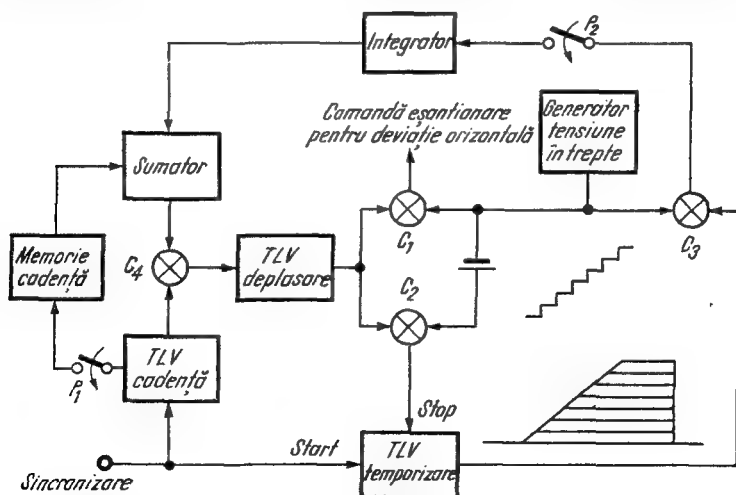 Integrator
P2
Comandă eșantionare
pentru deviație orizontală
Generator
tensiune
în trepte
Sumator
Memorie
cadență
C4
TLV
deplasare
C1
C3
C2
TLV
cadență
P1
Stop
Start
TLV
temporizare
Sincronizare